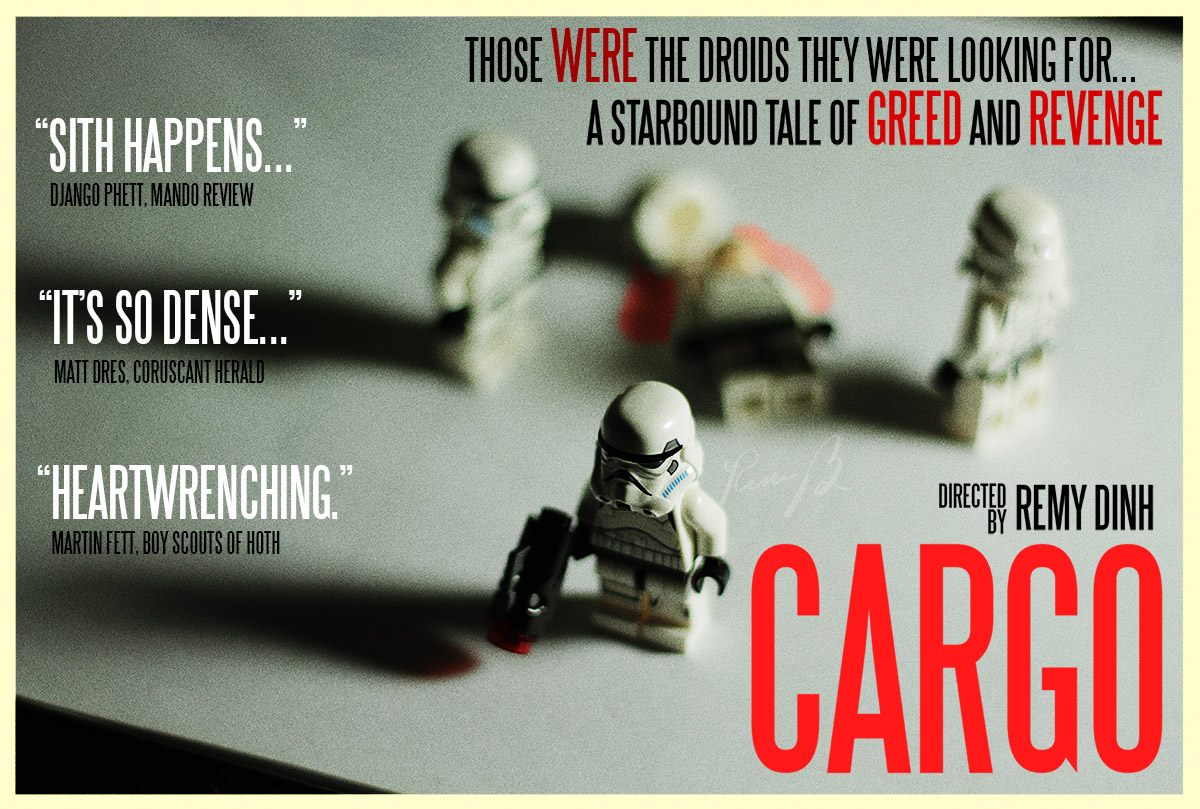 THOSE WERE THE DROIDS THEY WERE LOOKING FOR...
A STARBOUND TALE OF GREED AND REVENGE
“SITH HAPPENS...”
DJANGO PHETT, MANDO REVIEW
“IT'S SO DENSE...”
MATT DRES, CORUSCANT HERALD
“HEARTWRENCHING.”
MARTIN FETT, BOY SCOUTS OF HOTH
DIRECTED BY REMY DINH
CARGO